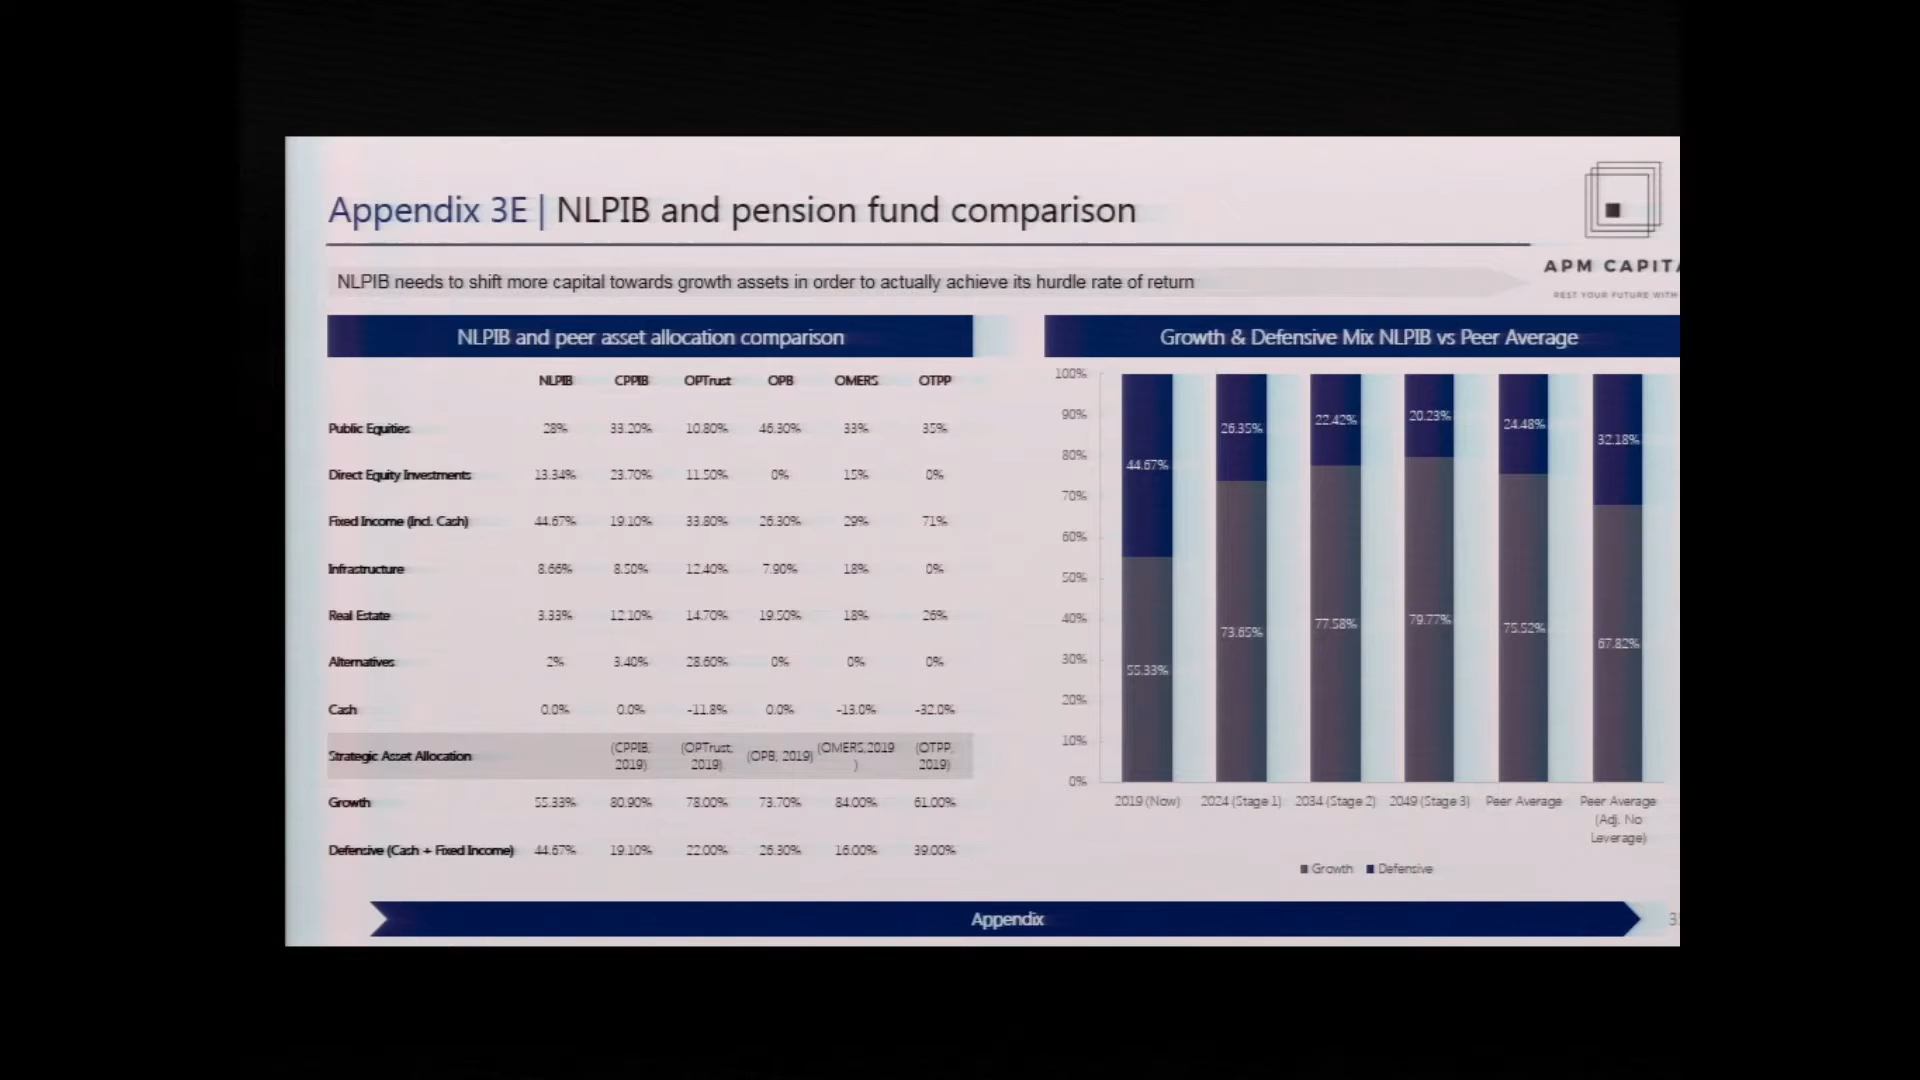 Appendix 3E | NLPIB and pension fund comparison
APM CAPITA
REST YOUR FUTURE WITH
NLPIB needs to shift more capital towards growth assets in order to actually achieve its hurdle rate of return
NLPIB and peer asset allocation comparison
NLPIB CPPIB OPTrust OPB OMERS OTPP
Public Equities 28% 33.20% 10.80% 46.30% 33% 35%
Direct Equity Investments 13.34% 23.70% 11.50% 0% 15% 0%
Fixed Income (Incl. Cash) 44.67% 19.10% 33.80% 26.30% 29% 71%
Infrastructure 8.66% 8.50% 12.40% 7.90% 18% 0%
Real Estate 3.33% 12.10% 14.70% 19.50% 18% 26%
Alternatives 2% 3.40% 28.60% 0% 0% 0%
Cash 0.0% 0.0% -11.8% 0.0% -13.0% -32.0%
Strategic Asset Allocation (CPPIB, 2019) (OPTrust, 2019) (OPB, 2019) (OMERS,2019 ) (OTPP, 2019)
Growth 55.33% 80.90% 78.00% 73.70% 84.00% 61.00%
Defensive (Cash + Fixed Income) 44.67% 19.10% 22.00% 26.30% 16.00% 39.00%
Growth & Defensive Mix NLPIB vs Peer Average
100%
90%
80%
70%
60%
50%
40%
30%
20%
10%
0%
44.67% 26.35% 22.42% 20.23% 24.48% 32.18%
55.33% 73.65% 77.58% 79.77% 75.52% 67.82%
2019 (Now) 2024 (Stage 1) 2034 (Stage 2) 2049 (Stage 3) Peer Average Peer Average
(Adj. No
Leverage)
Growth Defensive
Appendix
3